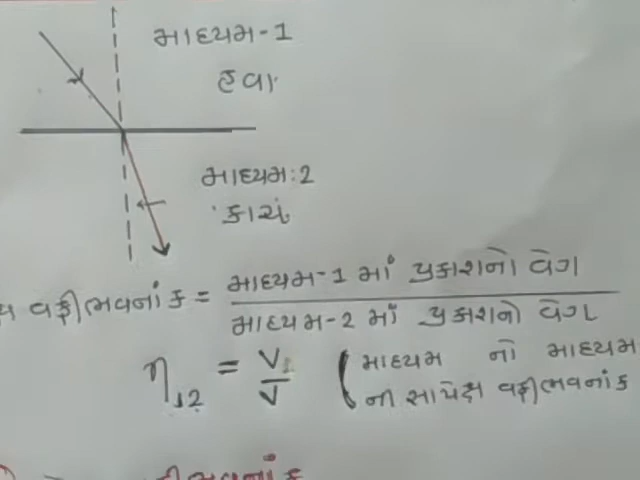 માધ્યમ-1
હવા
માધ્યમ:2
કાચ
વક્રીભવનાંક = માધ્યમ-1 માં પ્રકાશનો વેગ
માધ્યમ-2 માં પ્રકાશનો વેગ
η12 = V1 / V (માધ્યમ નો માધ્યમ
ની સાપેક્ષ વક્રીભવનાંક